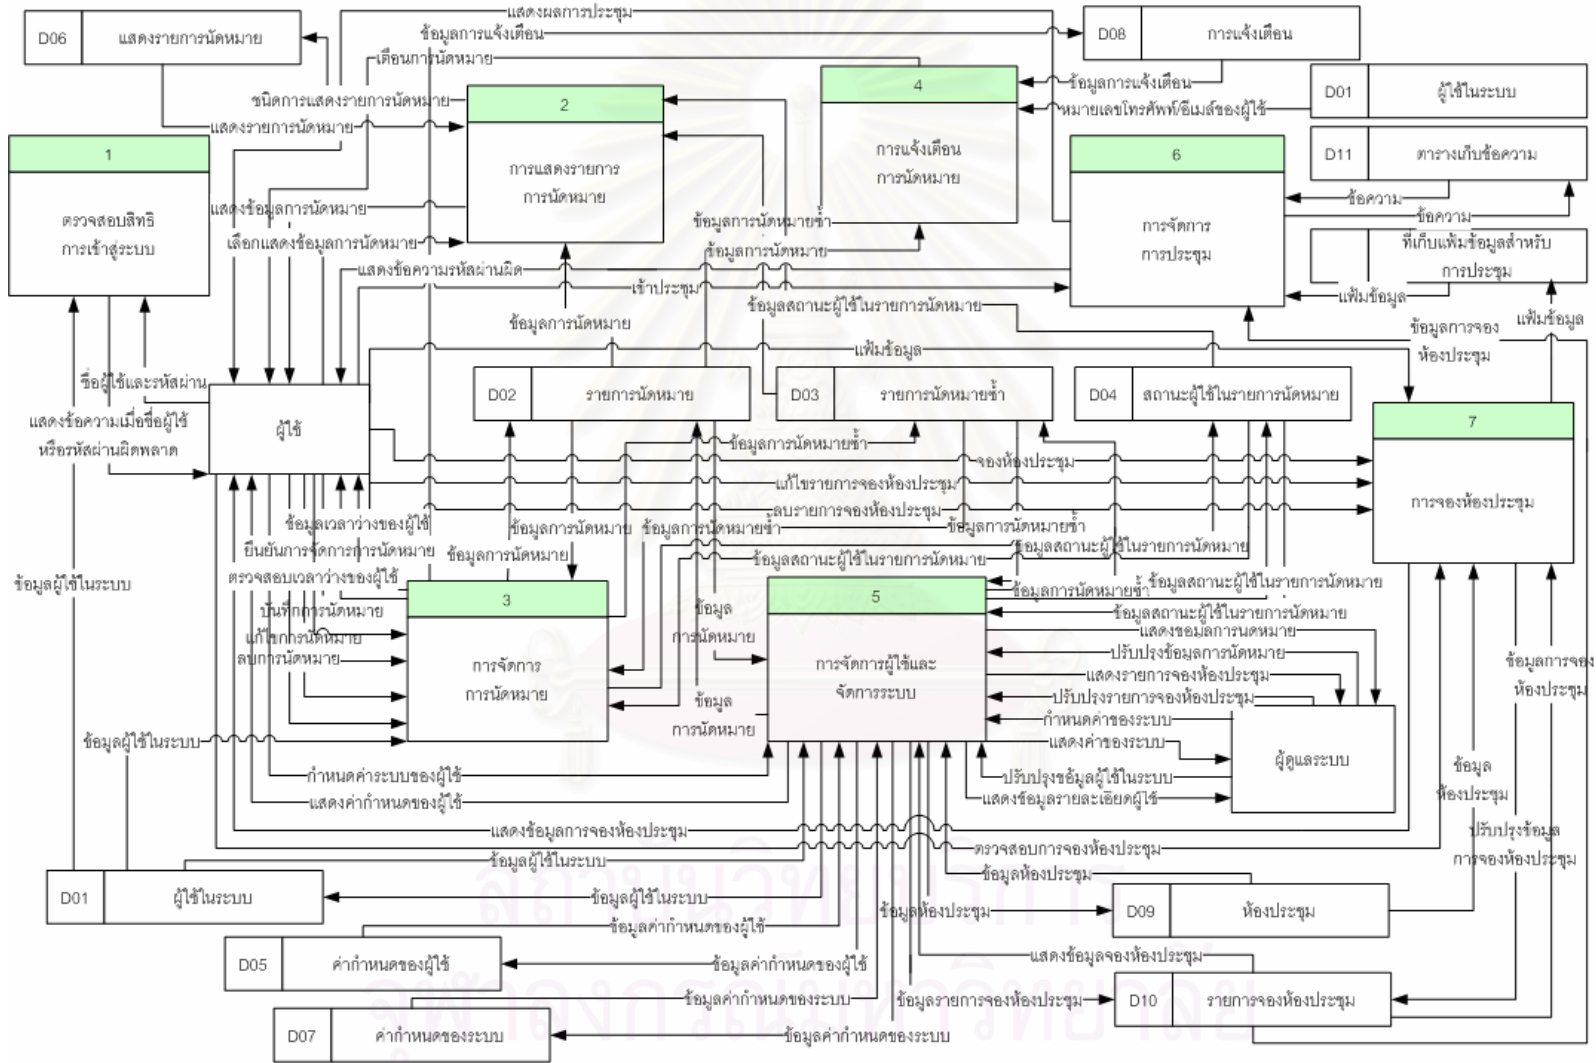 แสดงผลการประชุม
D06
แสดงรายการนัดหมาย
ข้อมูลการแจ้งเตือน
D08
การแจ้งเตือน
เตือนการนัดหมาย
4
ข้อมูลการแจ้งเตือน
D01
ผู้ใช้ในระบบ
ชนิดการแสดงรายการนัดหมาย
2
หมายเลขโทรศัพท์/อีเมล์ของผู้ใช้
แสดงรายการนัดหมาย
1
การแสดงรายการ
การนัดหมาย
การแจ้งเตือน
การนัดหมาย
6
D11
ตารางเก็บข้อความ
ตรวจสอบสิทธิ
การเข้าสู่ระบบ
แสดงข้อมูลการนัดหมาย
ข้อมูลการนัดหมายซ้ำ
การจัดการ
การประชุม
ข้อความ
ข้อความ
เลือกแสดงข้อมูลการนัดหมาย
ข้อมูลการนัดหมาย
ที่เก็บแฟ้มข้อมูลสำหรับ
การประชุม
แสดงข้อความรหัสผ่านผิด
เข้าประชุม
แฟ้มข้อมูล
ข้อมูลการนัดหมาย
ข้อมูลสถานะผู้ใช้ในรายการนัดหมาย
ข้อมูลการจอง
ห้องประชุม
แฟ้มข้อมูล
แฟ้มข้อมูล
ชื่อผู้ใช้และรหัสผ่าน
D02
รายการนัดหมาย
D03
รายการนัดหมายซ้ำ
D04
สถานะผู้ใช้ในรายการนัดหมาย
แสดงข้อความเมื่อชื่อผู้ใช้
หรือรหัสผ่านผิดพลาด
ผู้ใช้
7
ข้อมูลการนัดหมายซ้ำ
จองห้องประชุม
แก้ไขรายการจองห้องประชุม
การจองห้องประชุม
ลบรายการจองห้องประชุม
ข้อมูลเวลาว่างของผู้ใช้
ข้อมูลการนัดหมาย
ข้อมูลการนัดหมายซ้ำ
ข้อมูลการนัดหมายซ้ำ
ยืนยันการจัดการการนัดหมาย
ข้อมูลการนัดหมาย
ข้อมูลสถานะผู้ใช้ในรายการนัดหมาย
ข้อมูลสถานะผู้ใช้ในรายการนัดหมาย
ข้อมูลผู้ใช้ในระบบ
ตรวจสอบเวลาว่างของผู้ใช้
3
5
ข้อมูลการนัดหมายซ้ำ
ข้อมูลสถานะผู้ใช้ในรายการนัดหมาย
บันทึกการนัดหมาย
ข้อมูล
การนัดหมาย
ข้อมูลสถานะผู้ใช้ในรายการนัดหมาย
แก้ไขการนัดหมาย
แสดงข้อมูลการนัดหมาย
ลบการนัดหมาย
การจัดการ
การนัดหมาย
การจัดการผู้ใช้และ
จัดการระบบ
ปรับปรุงข้อมูลการนัดหมาย
แสดงรายการจองห้องประชุม
ข้อมูลการจอง
ห้องประชุม
ข้อมูล
การนัดหมาย
ปรับปรุงรายการจองห้องประชุม
กำหนดค่าของระบบ
ข้อมูลผู้ใช้ในระบบ
แสดงค่าของระบบ
ผู้ดูแลระบบ
ข้อมูล
ห้องประชุม
กำหนดค่าระบบของผู้ใช้
ปรับปรุงขอมูลผู้ใช้ในระบบ
แสดงค่ากำหนดของผู้ใช้
แสดงข้อมูลรายละเอียดผู้ใช้
แสดงข้อมูลการจองห้องประชุม
ปรับปรุงข้อมูล
การจองห้องประชุม
ตรวจสอบการจองห้องประชุม
ข้อมูลผู้ใช้ในระบบ
ข้อมูลห้องประชุม
D01
ผู้ใช้ในระบบ
ข้อมูลผู้ใช้ในระบบ
ข้อมูลห้องประชุม
D09
ห้องประชุม
ข้อมูลค่ากำหนดของผู้ใช้
D05
ค่ากำหนดของผู้ใช้
ข้อมูลค่ากำหนดของผู้ใช้
แสดงข้อมูลจองห้องประชุม
ข้อมูลค่ากำหนดของระบบ
ข้อมูลรายการจองห้องประชุม
D10
รายการจองห้องประชุม
D07
ค่ากำหนดของระบบ
ข้อมูลค่ากำหนดของระบบ
สถาบันวิทยบริการ
จุฬาลงกรณ์มหาวิทยาลัย